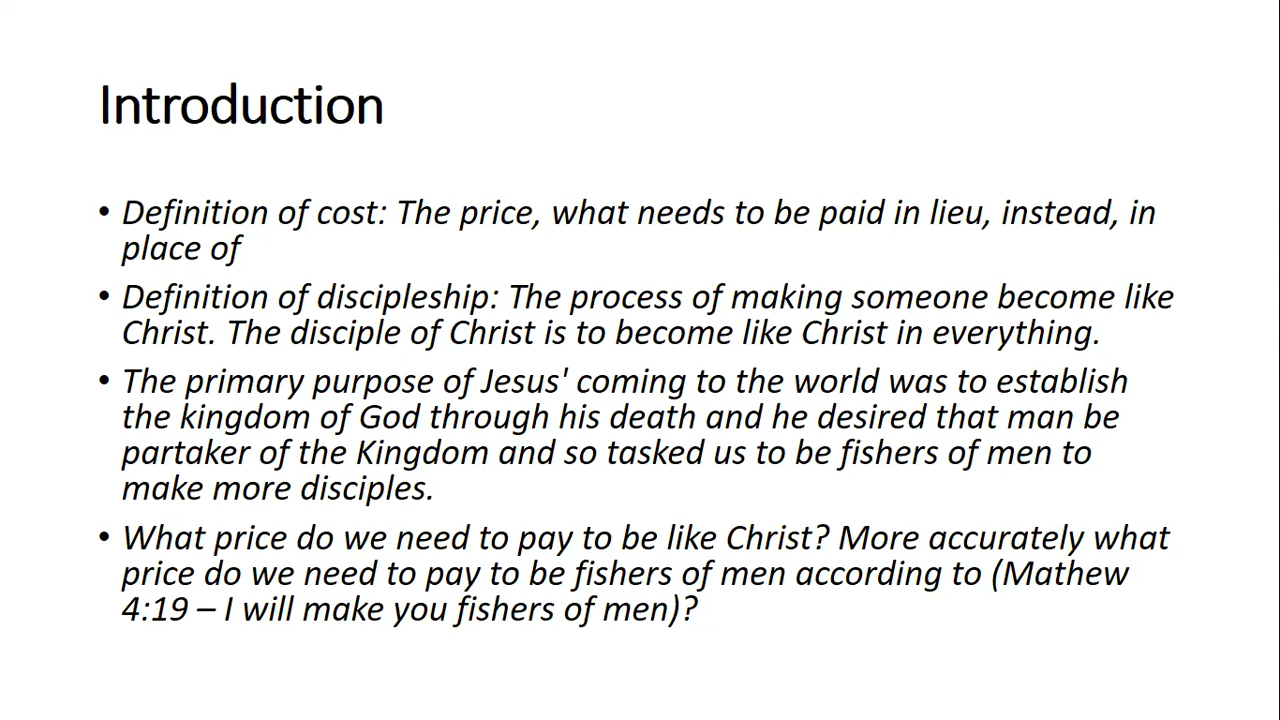 Introduction
• Definition of cost: The price, what needs to be paid in lieu, instead, in
place of
• Definition of discipleship: The process of making someone become like
Christ. The disciple of Christ is to become like Christ in everything.
• The primary purpose of Jesus' coming to the world was to establish
the kingdom of God through his death and he desired that man be
partaker of the Kingdom and so tasked us to be fishers of men to
make more disciples.
• What price do we need to pay to be like Christ? More accurately what
price do we need to pay to be fishers of men according to (Mathew
4:19 – I will make you fishers of men)?